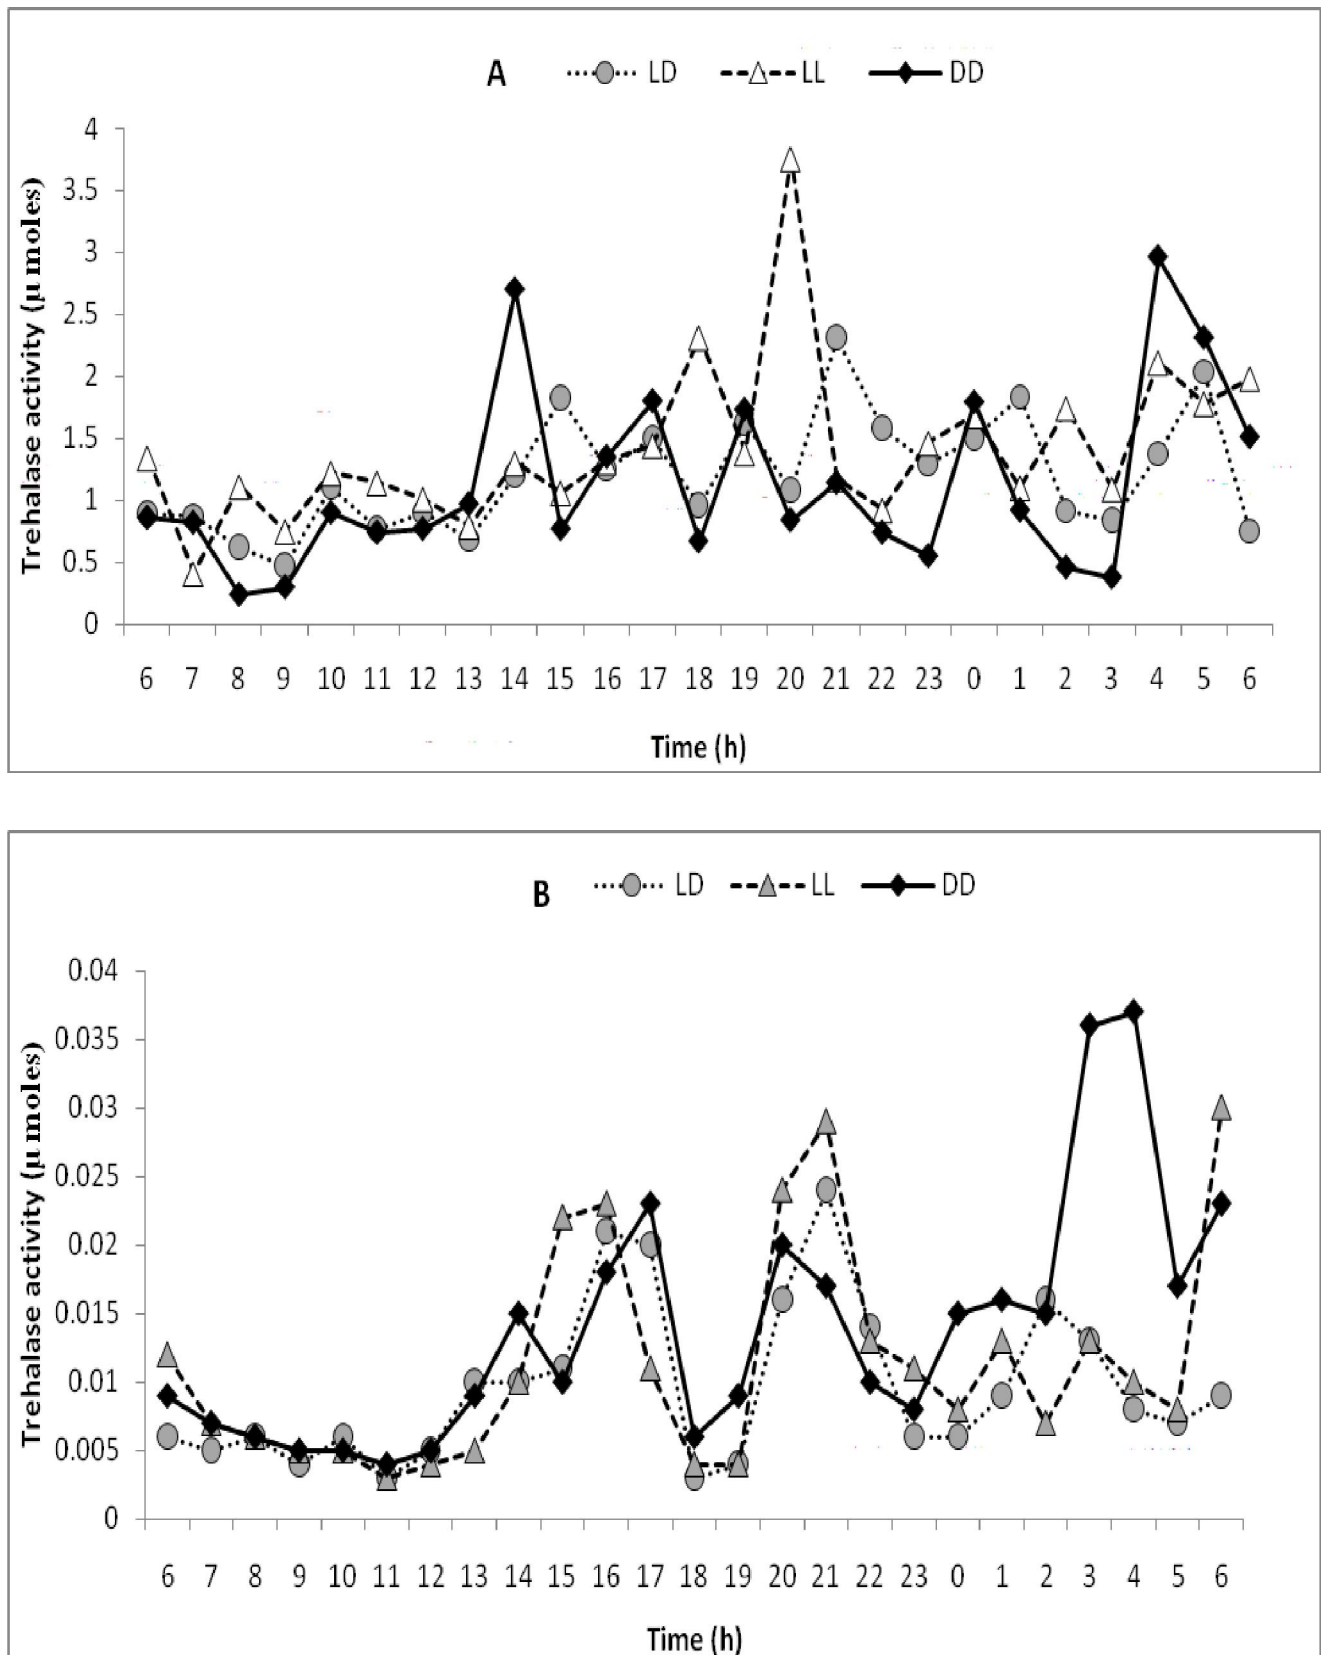 A LD LL DD
4
3.5
3
2.5
2
1.5
1
0.5
0
Trehalase activity (μ moles)
6 7 8 9 10 11 12 13 14 15 16 17 18 19 20 21 22 23 0 1 2 3 4 5 6
Time (h)
B LD LL DD
0.04
0.035
0.03
0.025
0.02
0.015
0.01
0.005
0
Trehalase activity (μ moles)
6 7 8 9 10 11 12 13 14 15 16 17 18 19 20 21 22 23 0 1 2 3 4 5 6
Time (h)